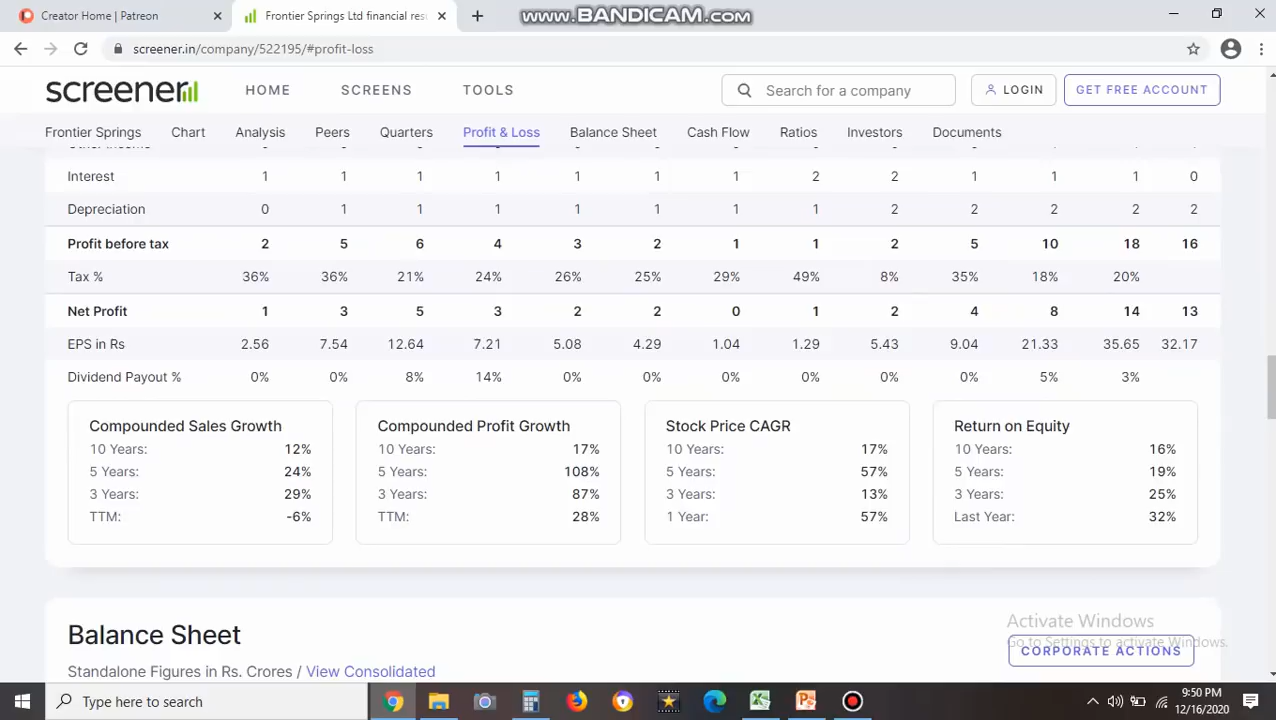 Creator Home | Patreon
Frontier Springs Ltd financial res
www.BANDICAM.com
screener.in/company/522195/#profit-loss
screener HOME SCREENS TOOLS Search for a company LOGIN GET FREE ACCOUNT
Frontier Springs Chart Analysis Peers Quarters Profit & Loss Balance Sheet Cash Flow Ratios Investors Documents
Interest 1 1 1 1 1 1 1 2 2 1 1 1 0
Depreciation 0 1 1 1 1 1 1 1 2 2 2 2 2
Profit before tax 2 5 6 4 3 2 1 1 2 5 10 18 16
Tax % 36% 36% 21% 24% 26% 25% 29% 49% 8% 35% 18% 20%
Net Profit 1 3 5 3 2 2 0 1 2 4 8 14 13
EPS in Rs 2.56 7.54 12.64 7.21 5.08 4.29 1.04 1.29 5.43 9.04 21.33 35.65 32.17
Dividend Payout % 0% 0% 8% 14% 0% 0% 0% 0% 0% 0% 5% 3%
Compounded Sales Growth
10 Years: 12%
5 Years: 24%
3 Years: 29%
TTM: -6%
Compounded Profit Growth
10 Years: 17%
5 Years: 108%
3 Years: 87%
TTM: 28%
Stock Price CAGR
10 Years: 17%
5 Years: 57%
3 Years: 13%
1 Year: 57%
Return on Equity
10 Years: 16%
5 Years: 19%
3 Years: 25%
Last Year: 32%
Balance Sheet
Standalone Figures in Rs. Crores / View Consolidated
Activate Windows
Go to Settings to activate Windows.
CORPORATE ACTIONS
Type here to search
9:50 PM
12/16/2020